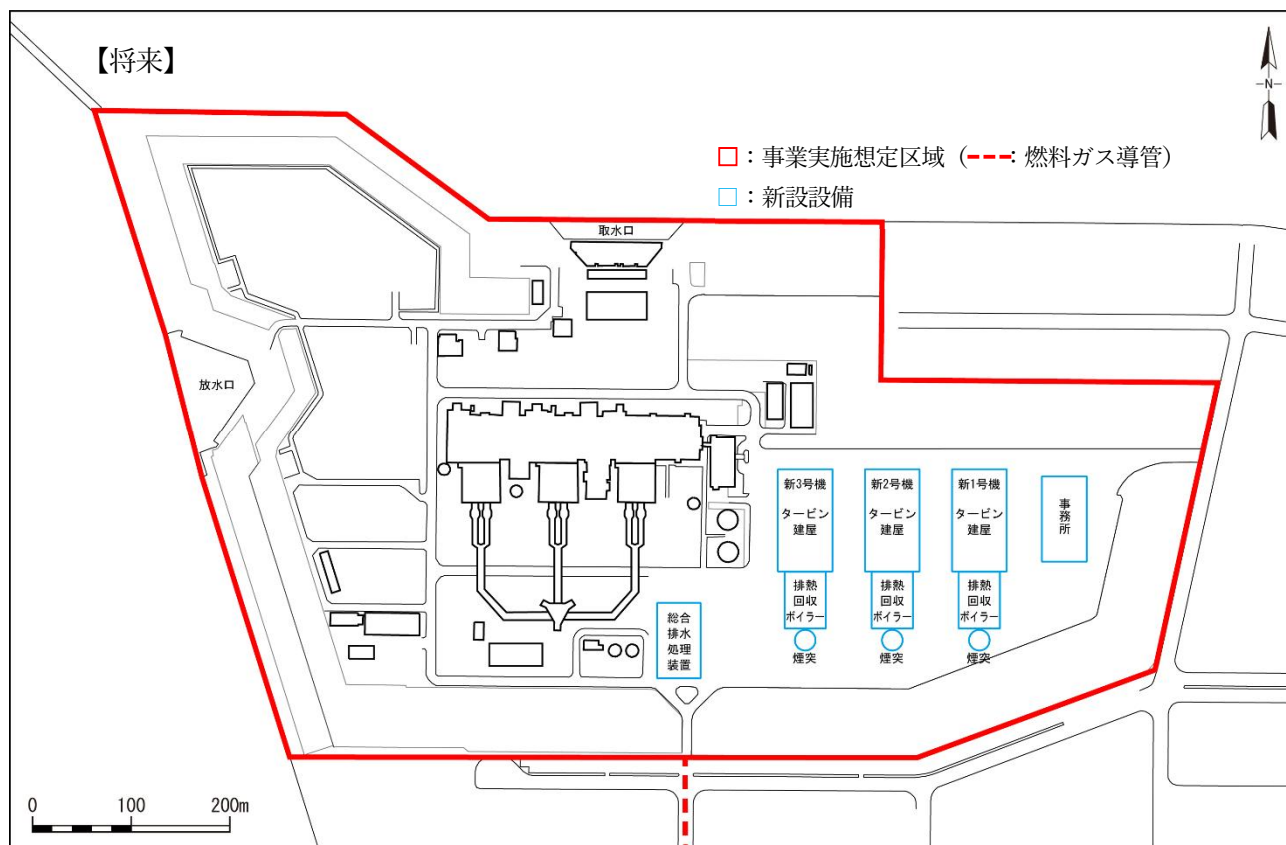 【将来】
N
□：事業実施想定区域（---：燃料ガス導管）
□：新設設備
取水口
放水口
新3号機
タービン
建屋
新2号機
タービン
建屋
新1号機
タービン
建屋
事務所
排熱
回収
ボイラー
排熱
回収
ボイラー
排熱
回収
ボイラー
煙突
煙突
煙突
総合
排水
処理
装置
0 100 200m